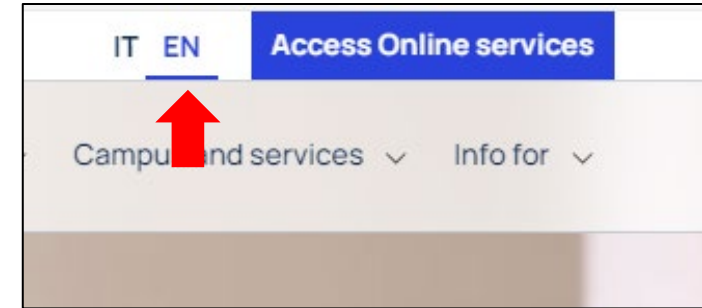 IT EN Access Online services
Campus and services Info for